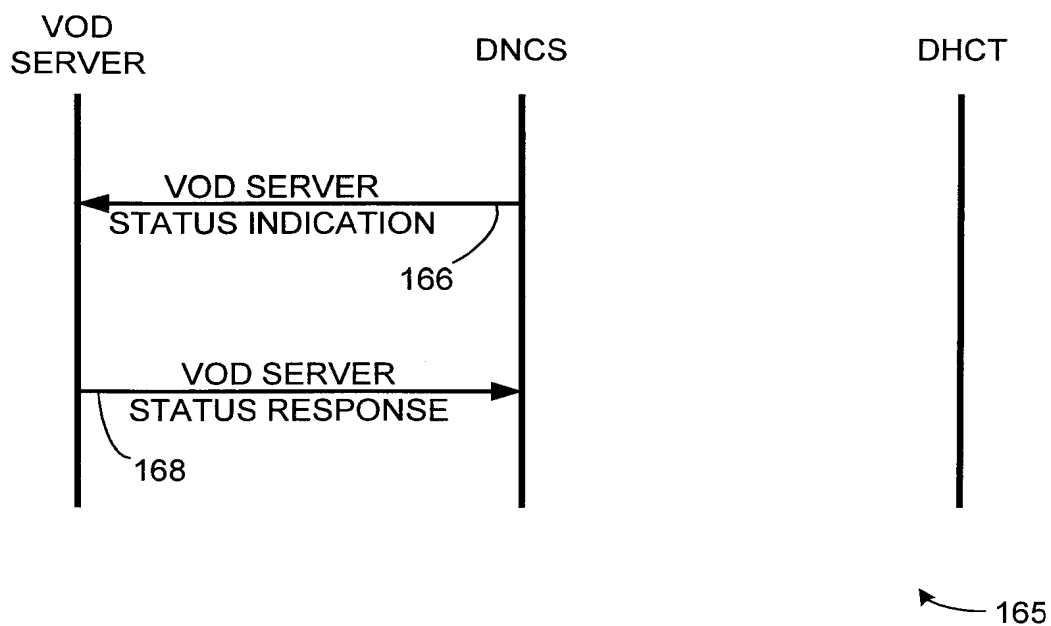 VOD
SERVER
DNCS
DHCT
VOD SERVER
STATUS INDICATION
166
VOD SERVER
STATUS RESPONSE
168
165